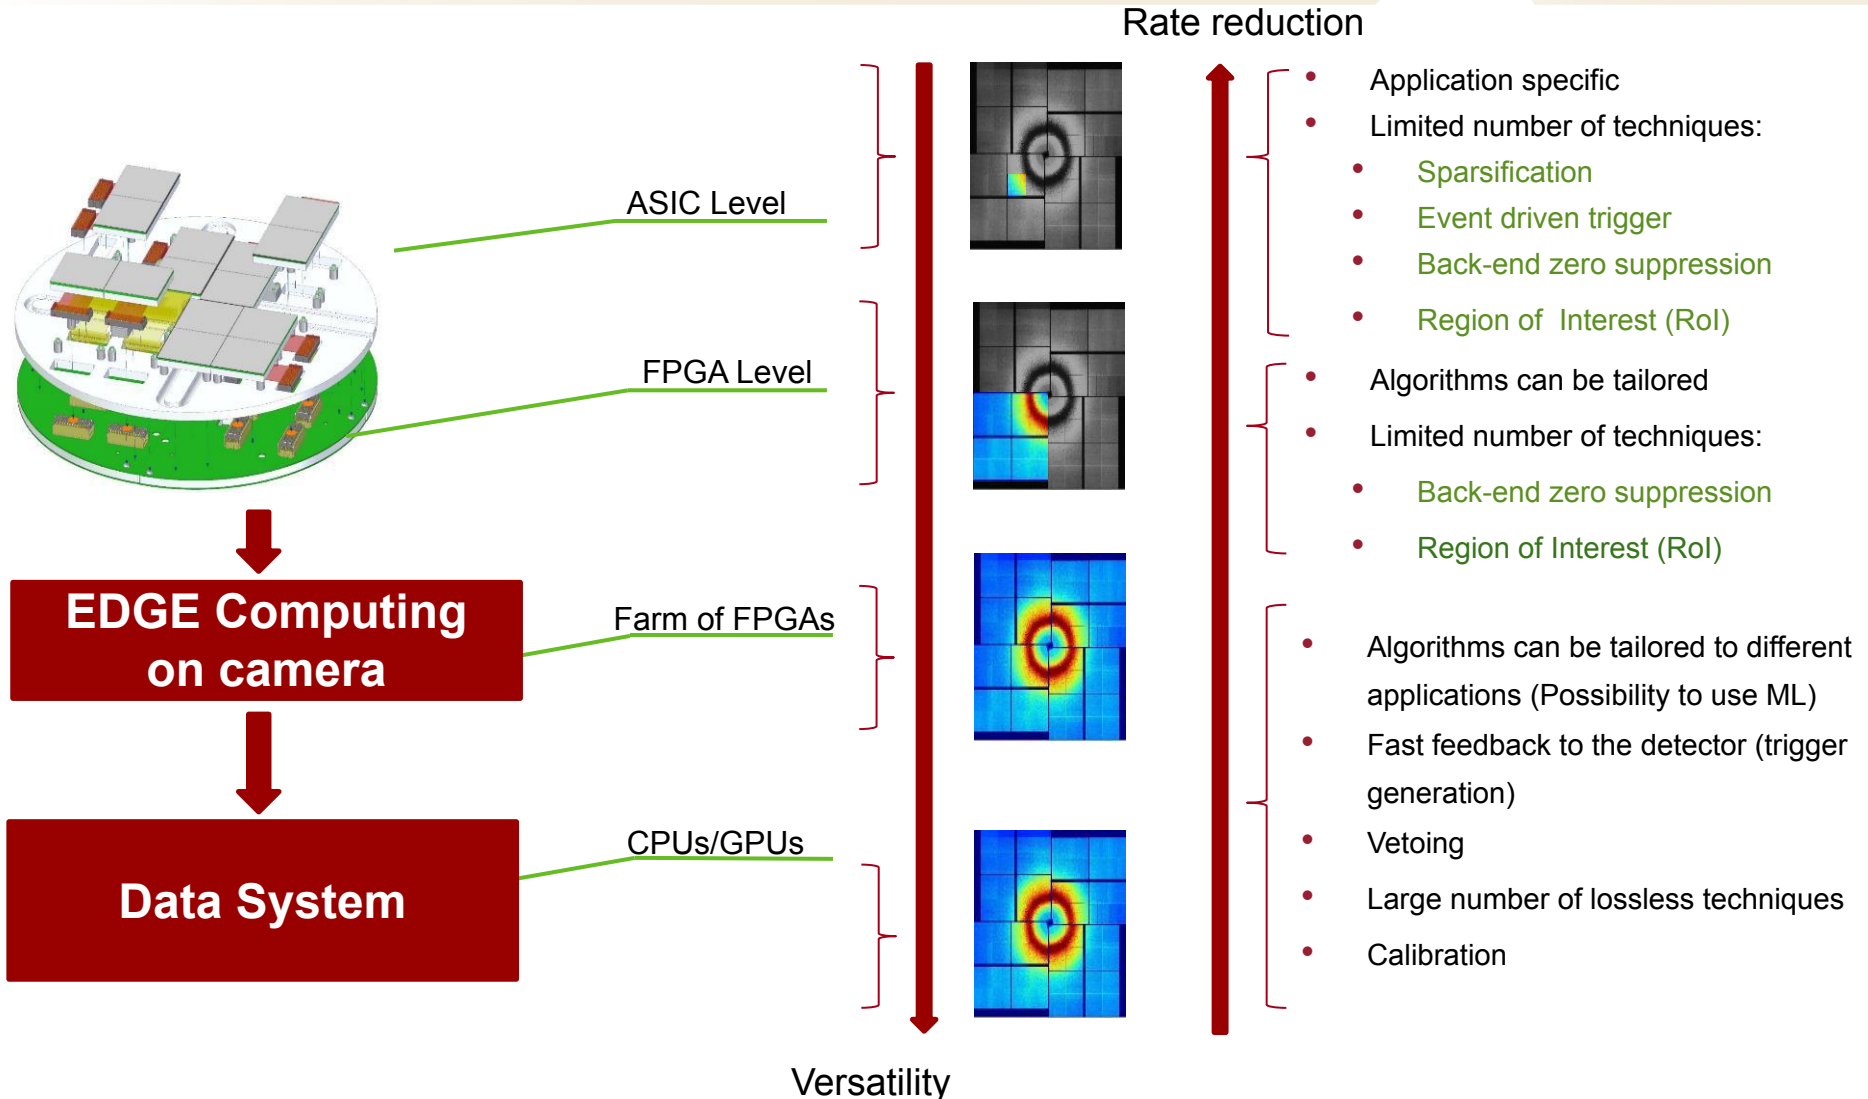 Rate reduction
ASIC Level
FPGA Level
EDGE Computing
on camera
Farm of FPGAs
Data System
CPUs/GPUs
Versatility
• Application specific
• Limited number of techniques:
• Sparsification
• Event driven trigger
• Back-end zero suppression
• Region of Interest (RoI)
• Algorithms can be tailored
• Limited number of techniques:
• Back-end zero suppression
• Region of Interest (RoI)
• Algorithms can be tailored to different
applications (Possibility to use ML)
• Fast feedback to the detector (trigger
generation)
• Vetoing
• Large number of lossless techniques
• Calibration